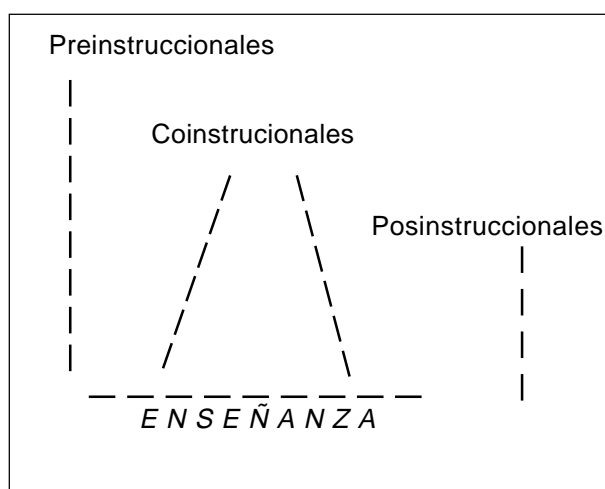 Preinstruccionales
Coinstrucionales
Posinstruccionales
E N S E Ñ A N Z A